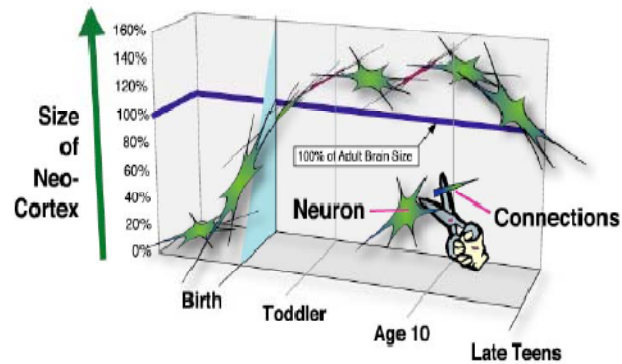 160%
140%
120%
100%
80%
60%
40%
20%
0%
Size
of
Neo-
Cortex
100% of Adult Brain Size
Neuron
Connections
Birth
Toddler
Age 10
Late Teens